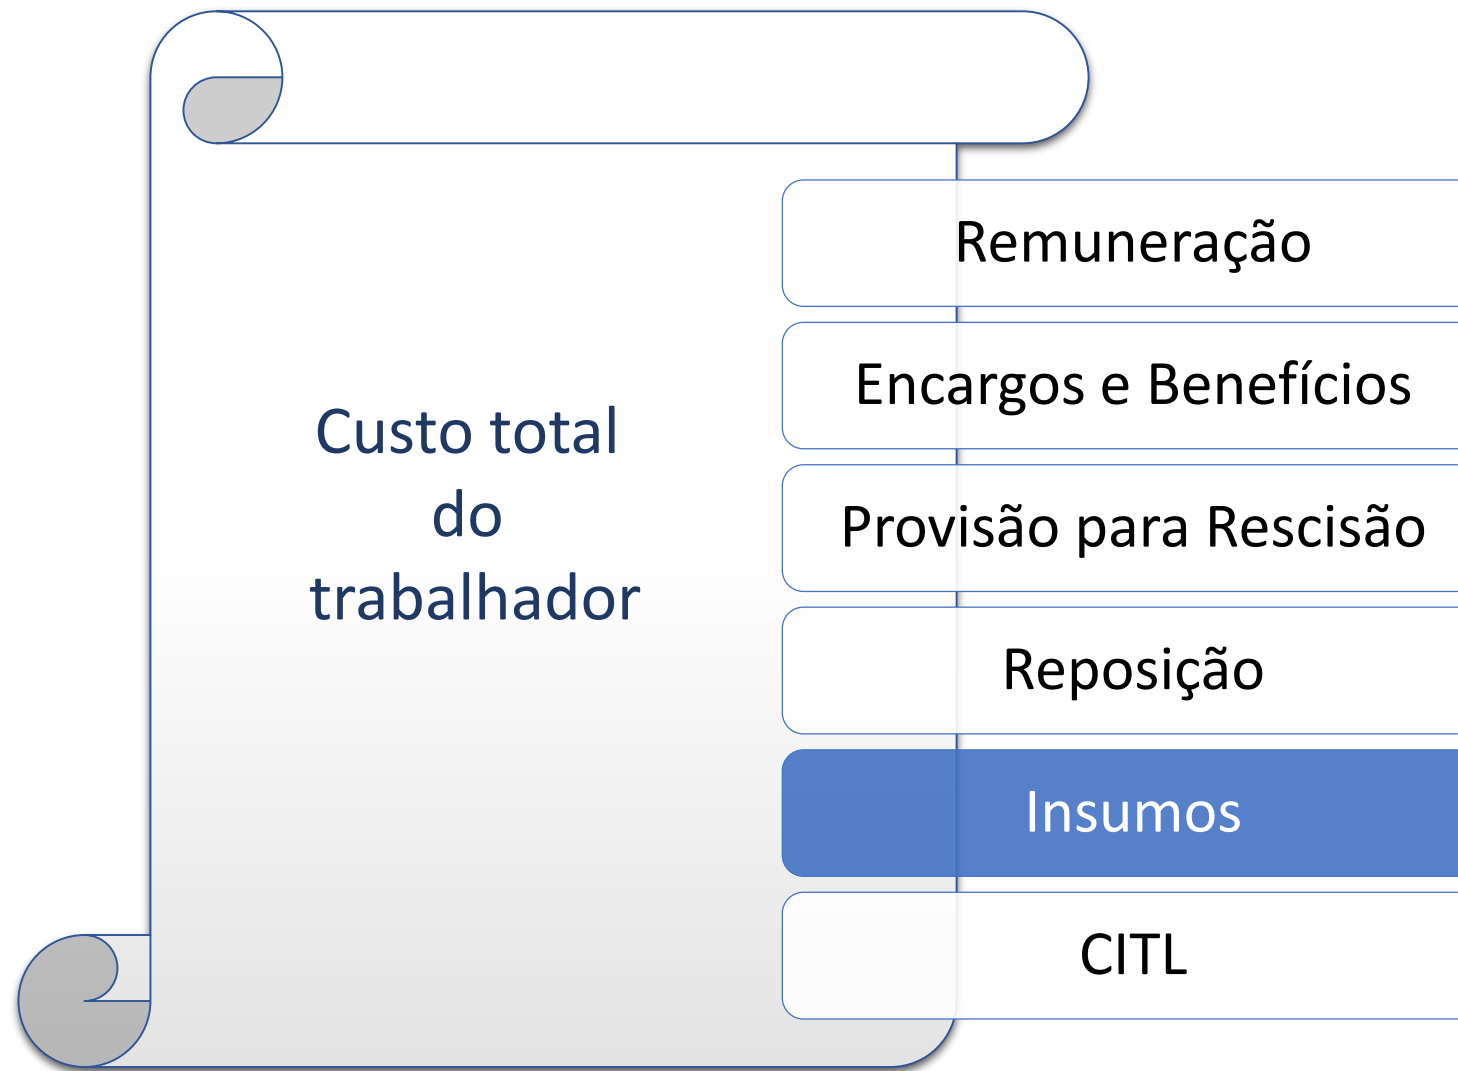 Custo total
do
trabalhador
Remuneração
Encargos e Benefícios
Provisão para Rescisão
Reposição
Insumos
CITL